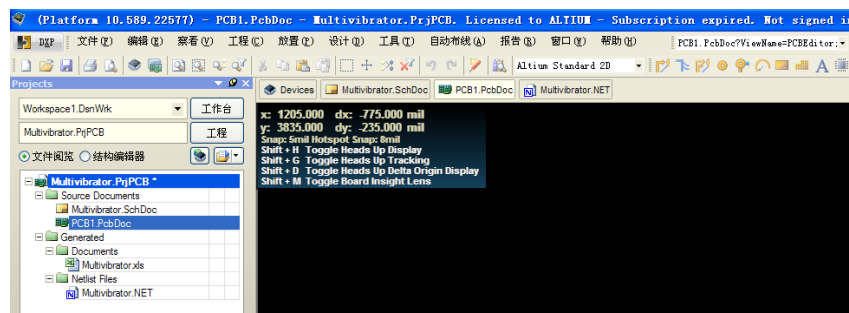 (Platform 10.589.22577) - PCB1.PcbDoc - Multivibrator.PrjPCB. Licensed to ALTIUM - Subscription expired. Not signed i
DXP 文件(F) 编辑(E) 察看(V) 工程(C) 放置(P) 设计(D) 工具(T) 自动布线(A) 报告(R) 窗口(W) 帮助(H) PCB1.PcbDoc?ViewName=PCBEditor;
Altium Standard 2D
Projects
Devices Multivibrator.SchDoc PCB1.PcbDoc Multivibrator.NET
Workspace1.DsnWrk 工作台
Multivibrator.PrjPCB 工程
文件阅览 结构编辑器
x: 1205.000 dx: -775.000 mil
y: 3835.000 dy: -235.000 mil
Snap: 5mil Hotspot Snap: 8mil
Shift + H Toggle Heads Up Display
Shift + G Toggle Heads Up Tracking
Shift + D Toggle Heads Up Delta Origin Display
Shift + M Toggle Board Insight Lens
Multivibrator.PrjPCB *
Source Documents
Multivibrator.SchDoc
PCB1.PcbDoc
Generated
Documents
Multivibrator.xls
Netlist Files
Multivibrator.NET